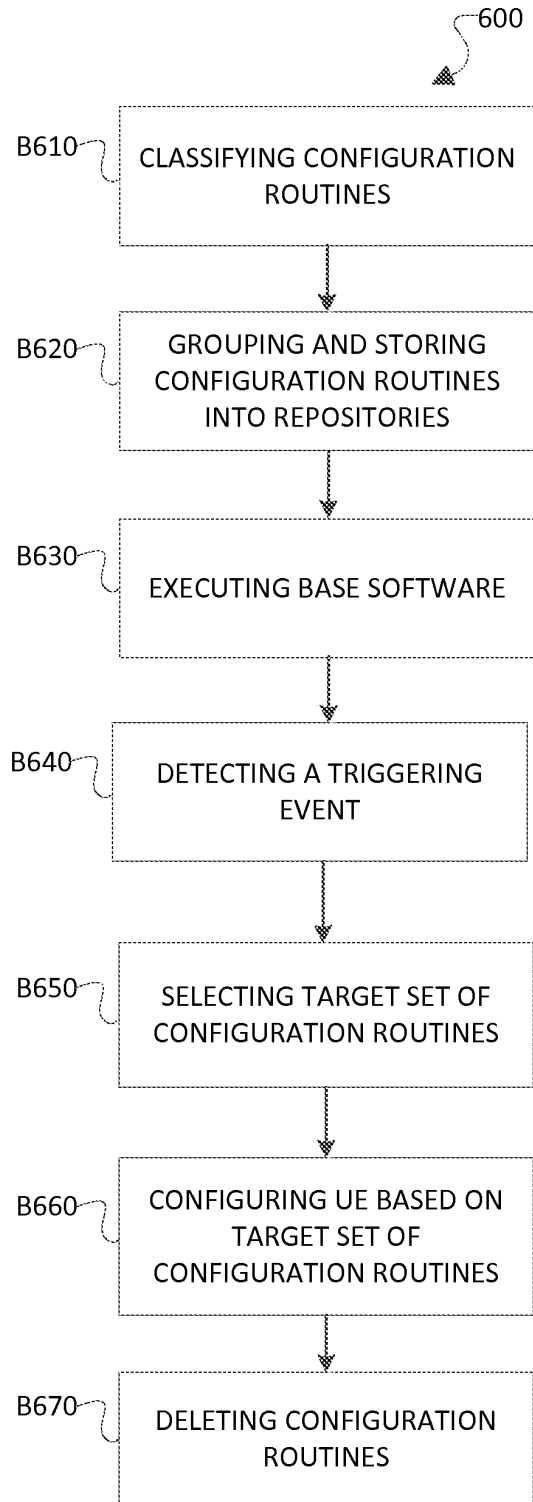 600
B610
CLASSIFYING CONFIGURATION
ROUTINES
B620
GROUPING AND STORING
CONFIGURATION ROUTINES
INTO REPOSITORIES
B630
EXECUTING BASE SOFTWARE
B640
DETECTING A TRIGGERING
EVENT
B650
SELECTING TARGET SET OF
CONFIGURATION ROUTINES
B660
CONFIGURING UE BASED ON
TARGET SET OF
CONFIGURATION ROUTINES
B670
DELETING CONFIGURATION
ROUTINES